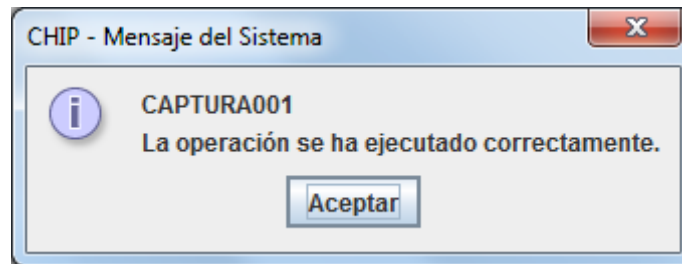 CHIP - Mensaje del Sistema
CAPTURA001
La operación se ha ejecutado correctamente.
Aceptar